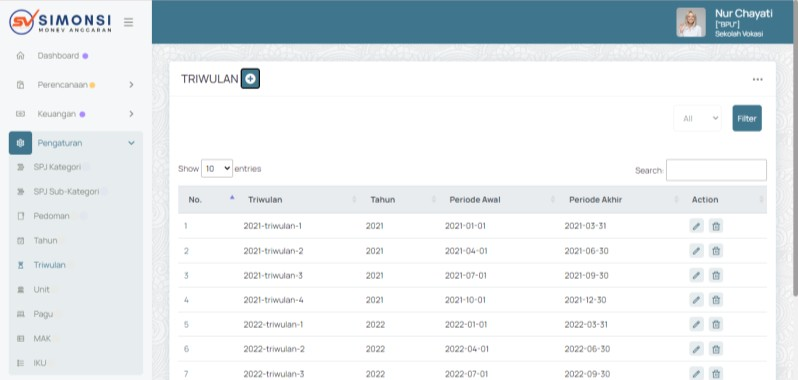 SV SIMONSI
MONEV ANGGARAN
Nur Chayati
["BPU"]
Sekolah Vokasi
Dashboard
Perencanaan
Keuangan
Pengaturan
SPJ Kategori
SPJ Sub-Kategori
Pedoman
Tahun
Triwulan
Unit
Pagu
MAK
IKU
TRIWULAN
All
Filter
Show 10 entries
Search:
No. Triwulan Tahun Periode Awal Periode Akhir Action
1 2021-triwulan-1 2021 2021-01-01 2021-03-31
2 2021-triwulan-2 2021 2021-04-01 2021-06-30
3 2021-triwulan-3 2021 2021-07-01 2021-09-30
4 2021-triwulan-4 2021 2021-10-01 2021-12-30
5 2022-triwulan-1 2022 2022-01-01 2022-03-31
6 2022-triwulan-2 2022 2022-04-01 2022-06-30
7 2022-triwulan-3 2022 2022-07-01 2022-09-30